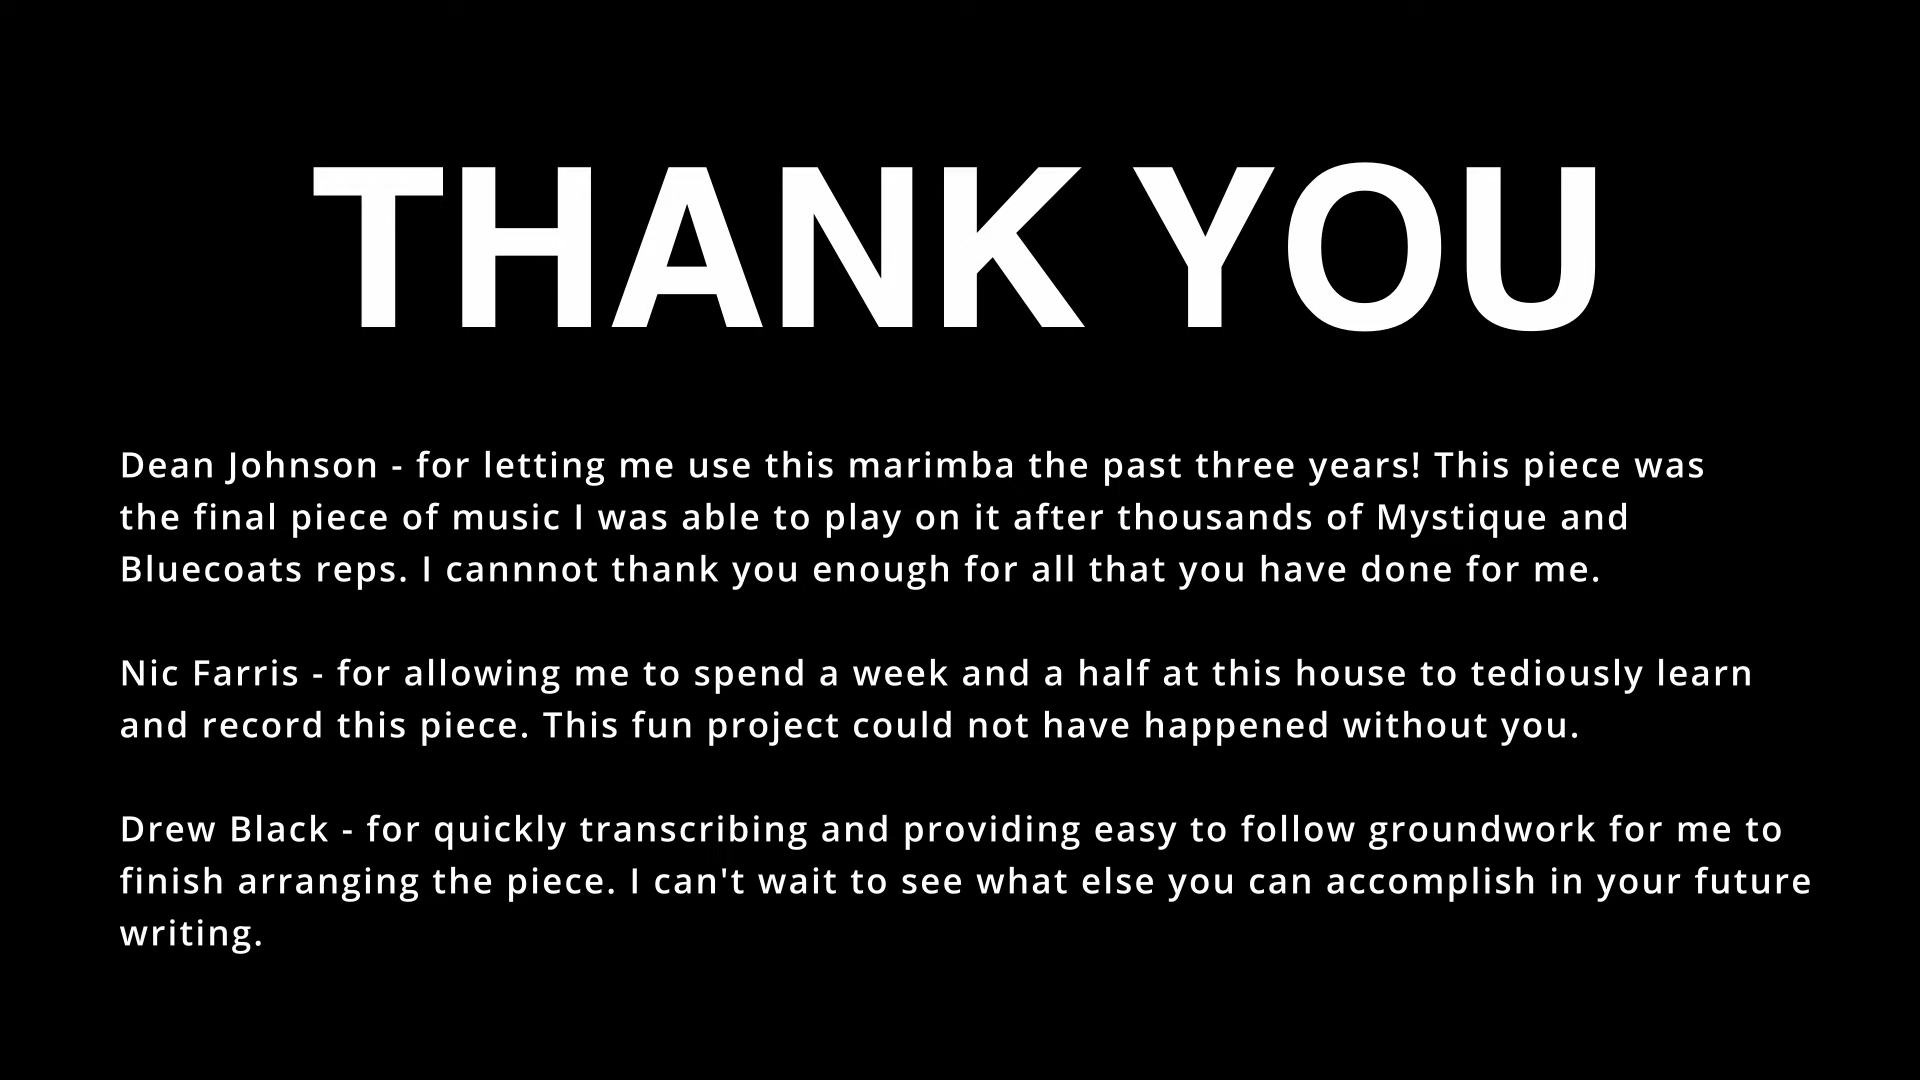 THANK YOU
Dean Johnson - for letting me use this marimba the past three years! This piece was
the final piece of music I was able to play on it after thousands of Mystique and
Bluecoats reps. I cannnot thank you enough for all that you have done for me.
Nic Farris - for allowing me to spend a week and a half at this house to tediously learn
and record this piece. This fun project could not have happened without you.
Drew Black - for quickly transcribing and providing easy to follow groundwork for me to
finish arranging the piece. I can't wait to see what else you can accomplish in your future
writing.